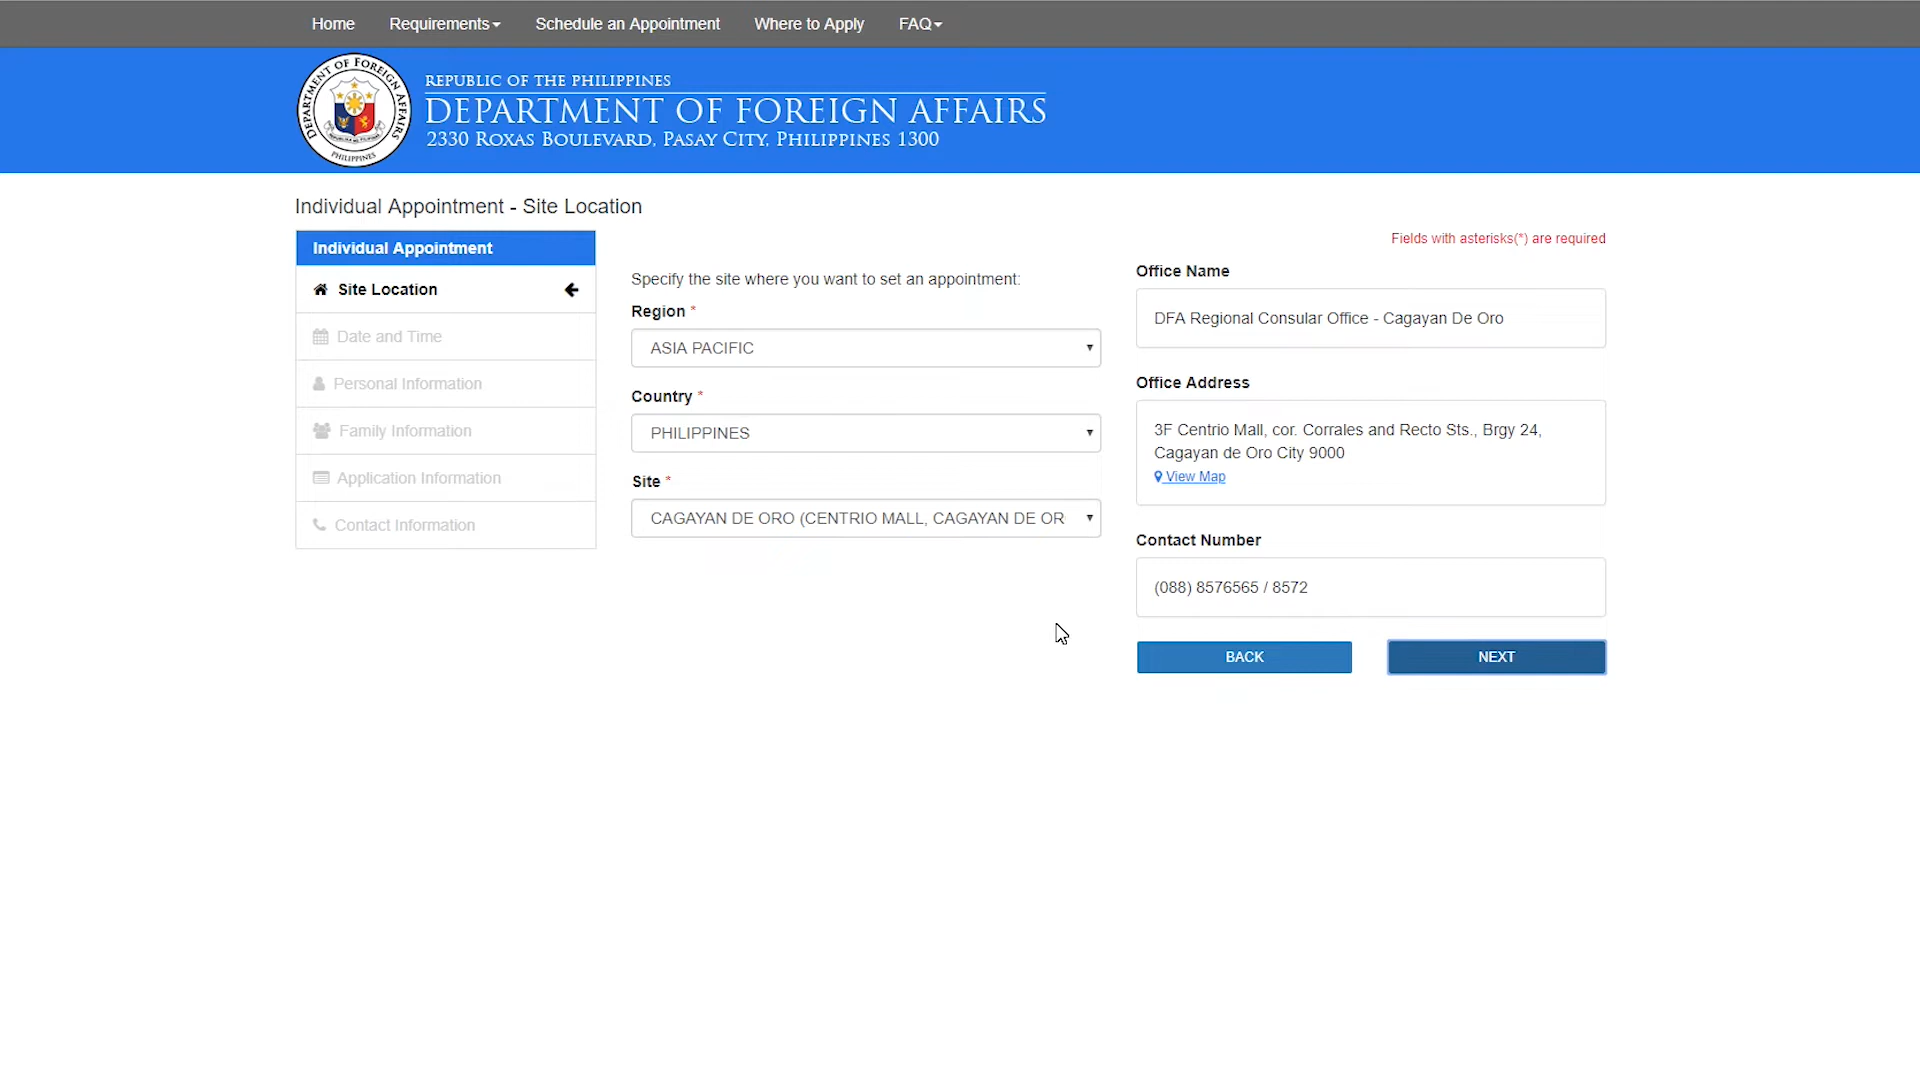 Home Requirements Schedule an Appointment Where to Apply FAQ
DEPARTMENT OF FOREIGN AFFAIRS
PHILIPPINES
REPUBLIC OF THE PHILIPPINES
DEPARTMENT OF FOREIGN AFFAIRS
2330 ROXAS BOULEVARD, PASAY CITY, PHILIPPINES 1300
Individual Appointment - Site Location
Individual Appointment
Site Location
Date and Time
Personal Information
Family Information
Application Information
Contact Information
Specify the site where you want to set an appointment:
Region *
ASIA PACIFIC
Country *
PHILIPPINES
Site *
CAGAYAN DE ORO (CENTRIO MALL, CAGAYAN DE OR
Fields with asterisks(*) are required
Office Name
DFA Regional Consular Office - Cagayan De Oro
Office Address
3F Centrio Mall, cor. Corrales and Recto Sts., Brgy 24,
Cagayan de Oro City 9000
View Map
Contact Number
(088) 8576565 / 8572
BACK
NEXT